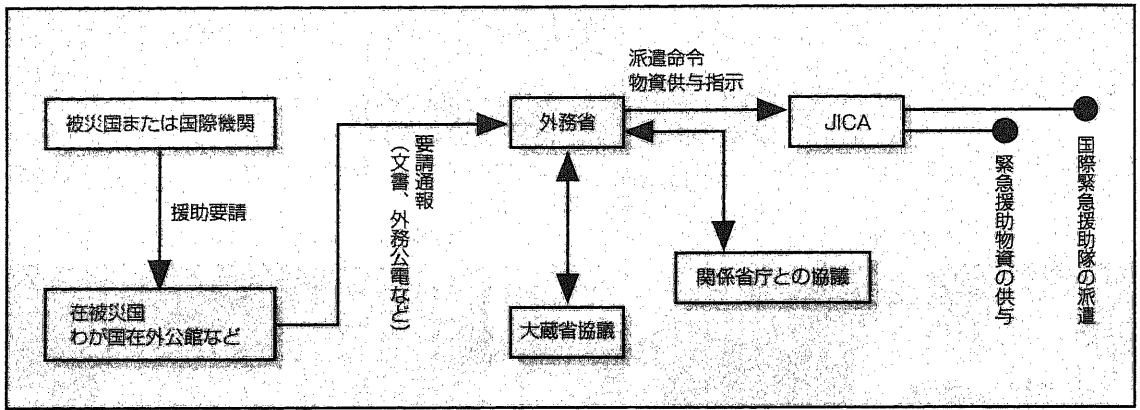 被災国または国際機関
援助要請
在被災国
わが国在外公館など
要請通報
(文書、外務公電など)
外務省
大蔵省協議
派遣命令
物資供与指示
関係省庁との協議
JICA
緊急援助物資の供与
国際緊急援助隊の派遣